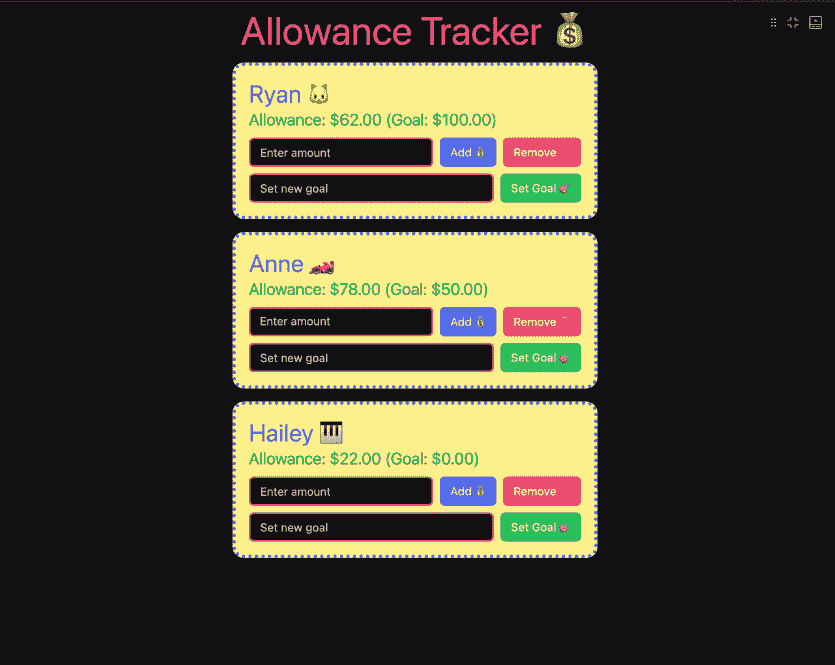 Allowance Tracker 💰
Ryan 🐱
Allowance: $62.00 (Goal: $100.00)
Enter amount Add 💰 Remove
Set new goal Set Goal 🎯
Anne 🏎️
Allowance: $78.00 (Goal: $50.00)
Enter amount Add 💰 Remove
Set new goal Set Goal 🎯
Hailey 🎹
Allowance: $22.00 (Goal: $0.00)
Enter amount Add 💰 Remove
Set new goal Set Goal 🎯